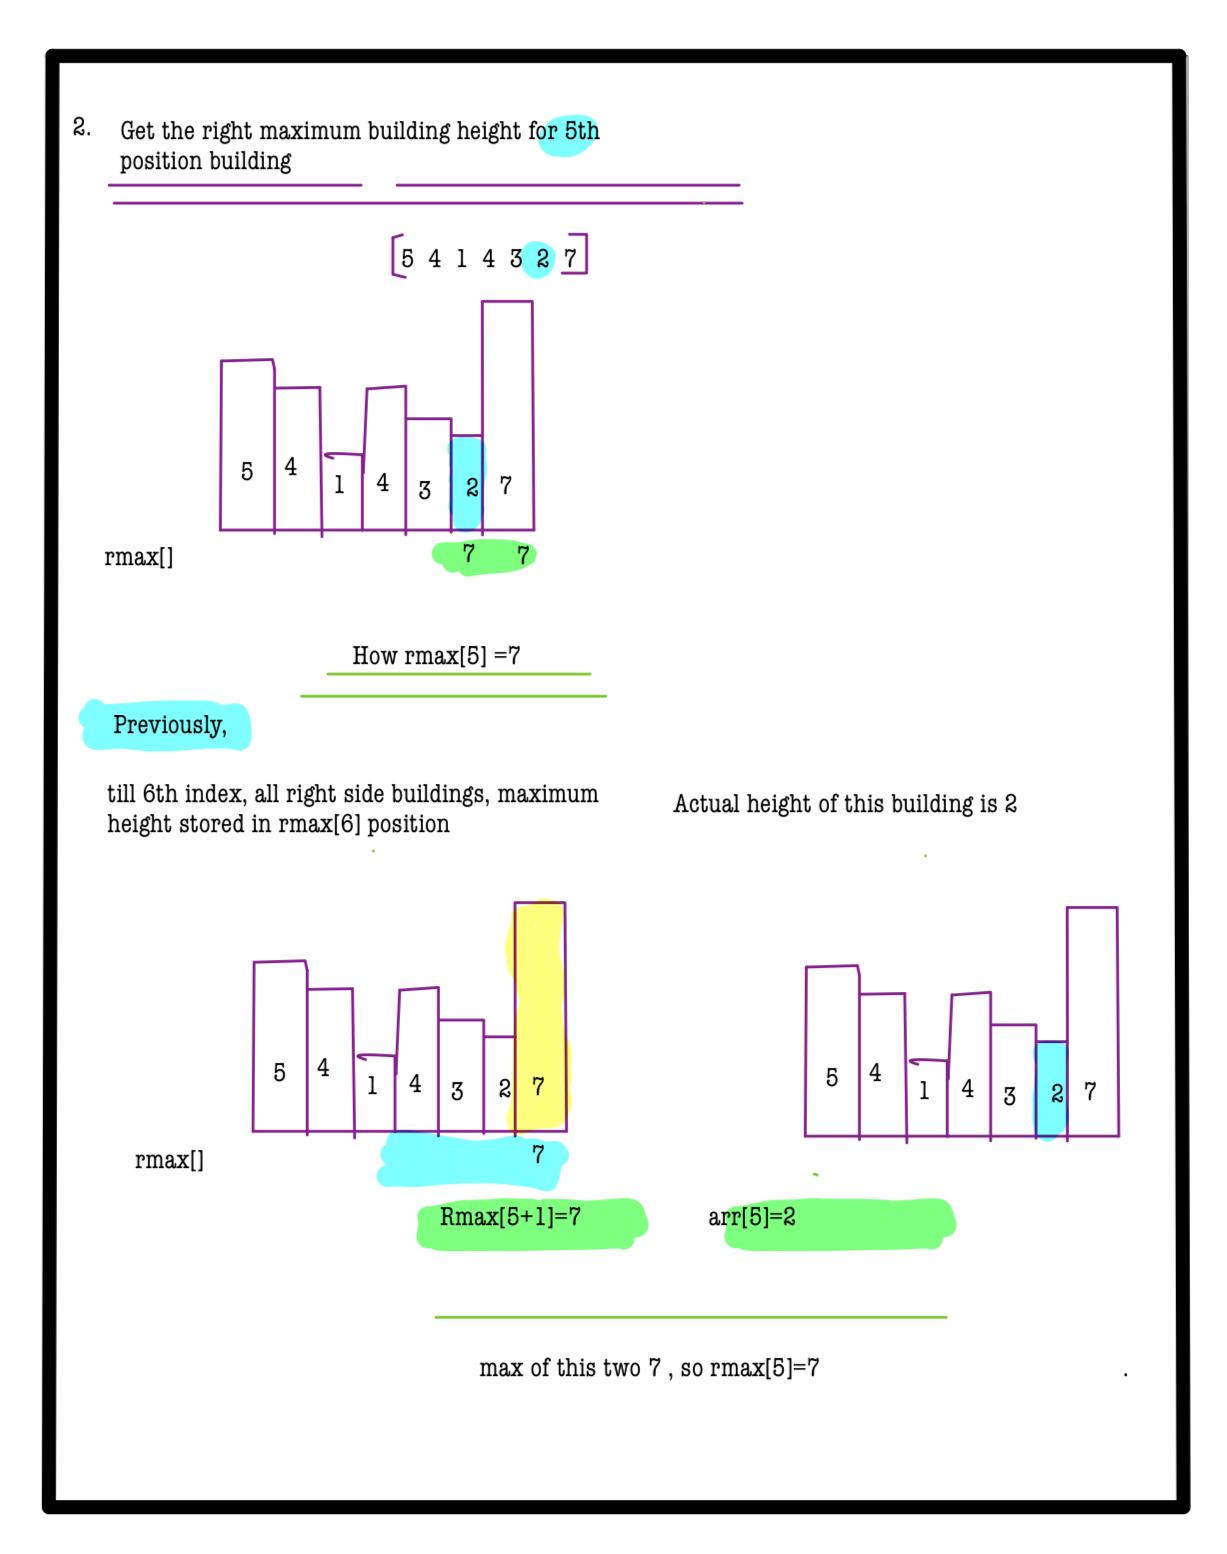 2. Get the right maximum building height for 5th
position building
[5 4 1 4 3 2 7]
5 4 1 4 3 2 7
rmax[] 7 7
How rmax[5] =7
Previously,
till 6th index, all right side buildings, maximum
height stored in rmax[6] position
Actual height of this building is 2
5 4 1 4 3 2 7
rmax[] 7
5 4 1 4 3 2 7
Rmax[5+1]=7
arr[5]=2
max of this two 7 , so rmax[5]=7
.